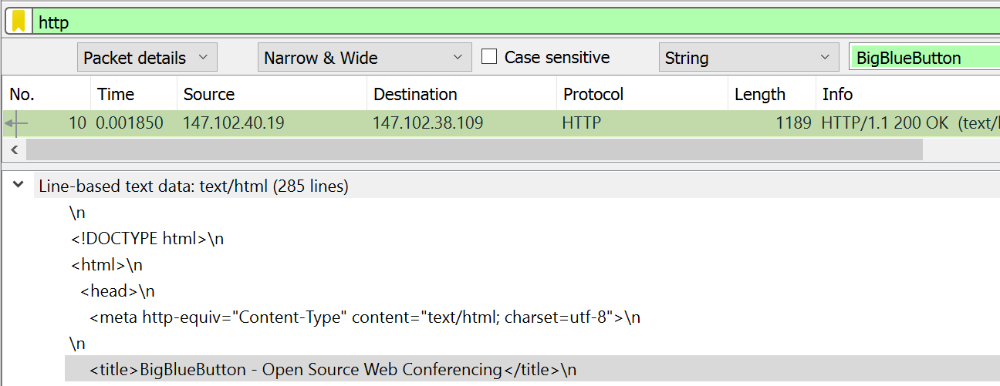 http
Packet details Narrow & Wide Case sensitive String BigBlueButton
No. Time Source Destination Protocol Length Info
10 0.001850 147.102.40.19 147.102.38.109 HTTP 1189 HTTP/1.1 200 OK (text/
Line-based text data: text/html (285 lines)
\n
<!DOCTYPE html>\n
<html>\n
<head>\n
<meta http-equiv="Content-Type" content="text/html; charset=utf-8">\n
\n
<title>BigBlueButton - Open Source Web Conferencing</title>\n